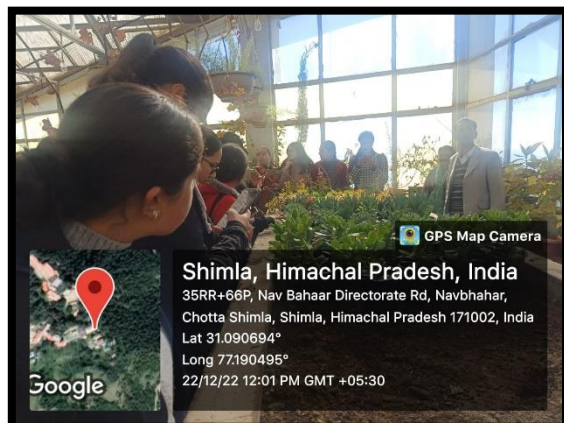 GPS Map Camera
Shimla, Himachal Pradesh, India
35RR+66P, Nav Bahaar Directorate Rd, Navbhahar,
Chotta Shimla, Shimla, Himachal Pradesh 171002, India
Lat 31.090694°
Long 77.190495°
22/12/22 12:01 PM GMT +05:30
Google